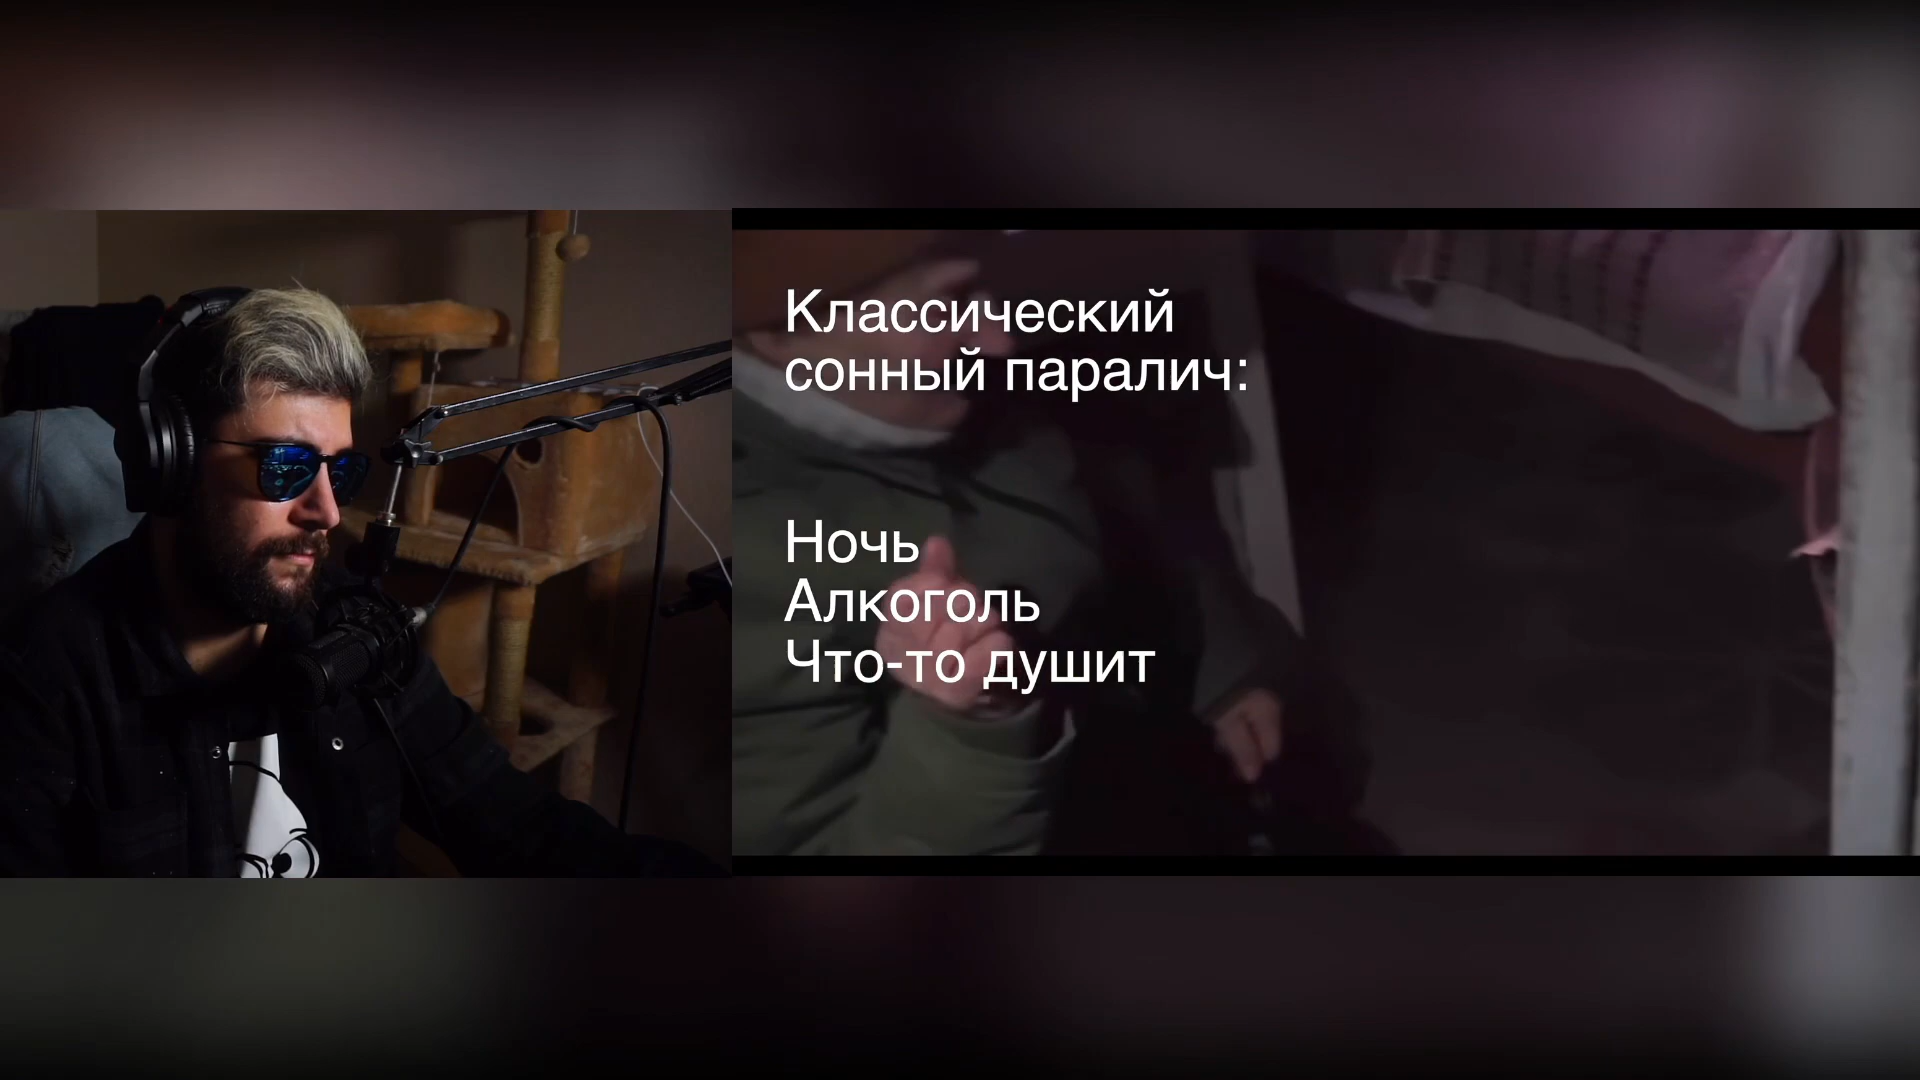 Классический
сонный паралич:
Ночь
Алкоголь
Что-то душит